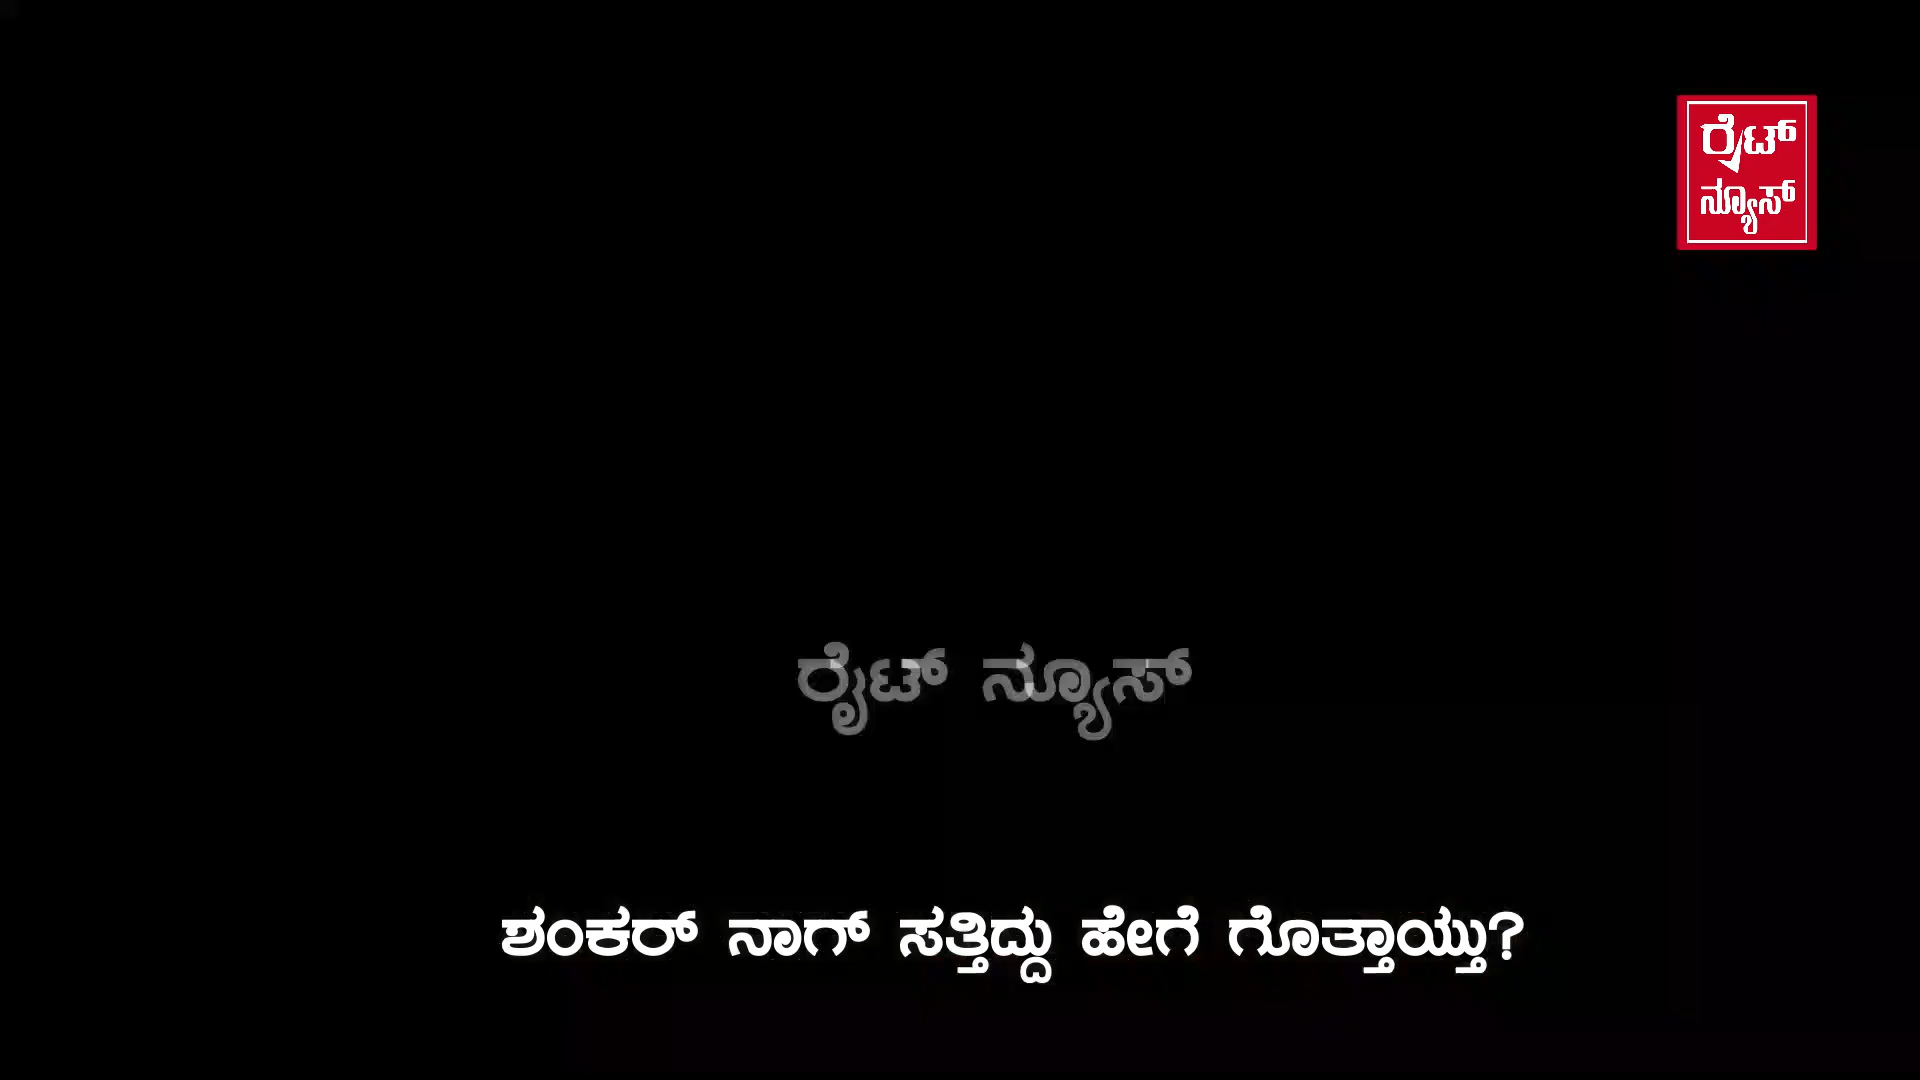 ರೈಟ್
ನ್ಯೂಸ್
ರೈಟ್ ನ್ಯೂಸ್
ಶಂಕರ್ ನಾಗ್ ಸತ್ತಿದ್ದು ಹೇಗೆ ಗೊತ್ತಾಯ್ತು?